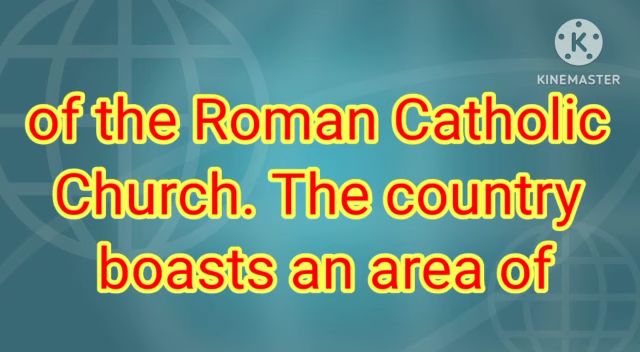 KINEMASTER
of the Roman Catholic
Church. The country
boasts an area of